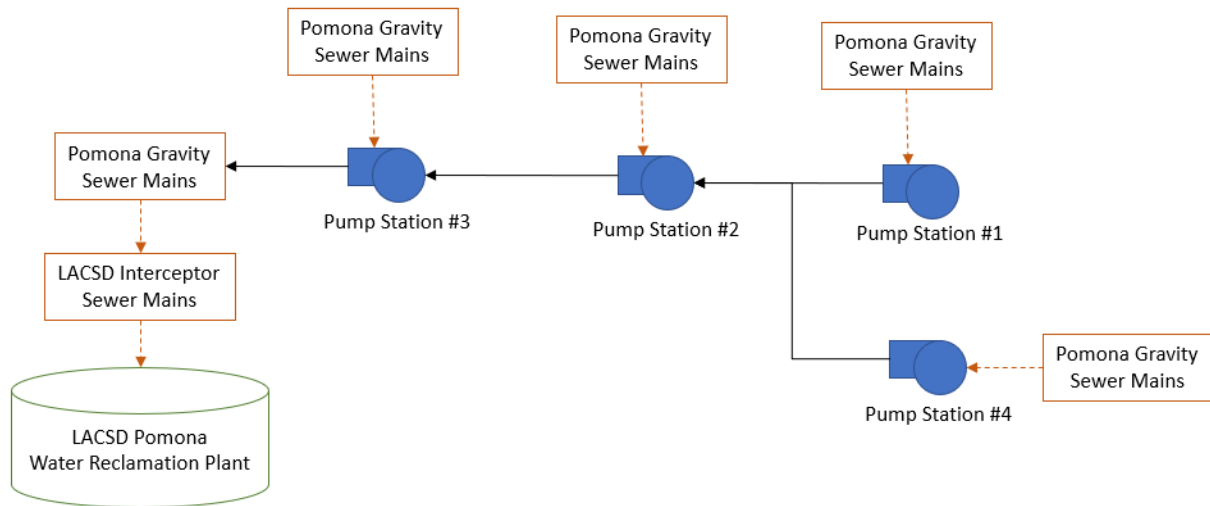 Pomona Gravity
Sewer Mains
Pomona Gravity
Sewer Mains
Pomona Gravity
Sewer Mains
Pomona Gravity
Sewer Mains
Pump Station #3
Pump Station #2
Pump Station #1
LACSD Interceptor
Sewer Mains
Pomona Gravity
Sewer Mains
Pump Station #4
LACSD Pomona
Water Reclamation Plant